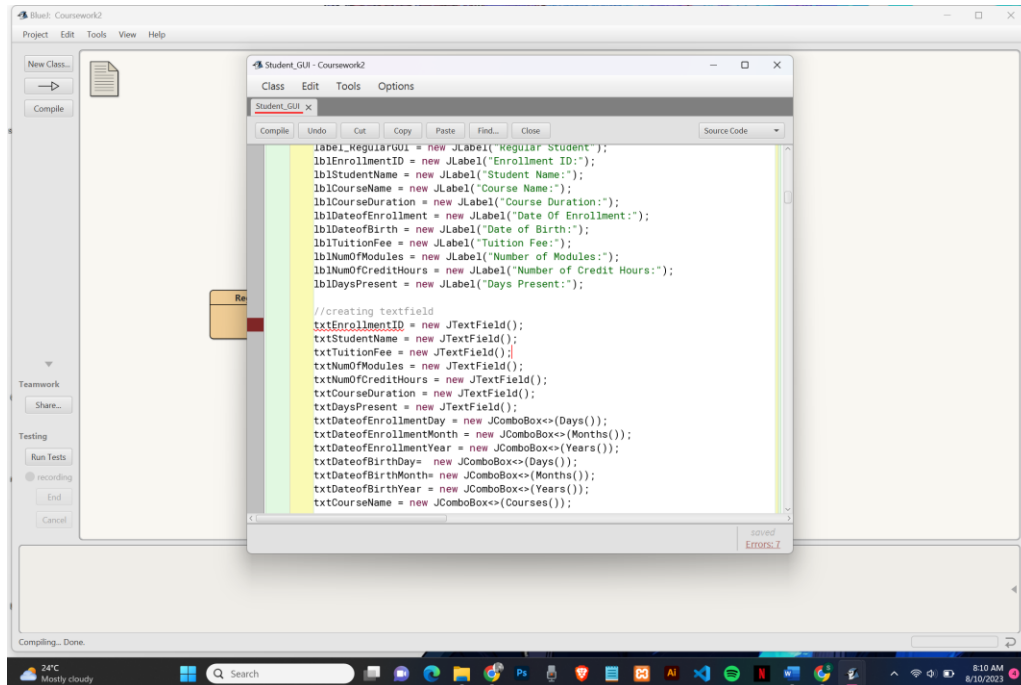 BlueJ: Coursework2
Project Edit Tools View Help
New Class...
Compile
Student_GUI - Coursework2
Class Edit Tools Options
Student_GUI X
Compile Undo Cut Copy Paste Find... Close Source Code
label_RegularGUI = new JLabel("Regular Student");
lblEnrollmentID = new JLabel("Enrollment ID:");
lblStudentName = new JLabel("Student Name:");
lblCourseName = new JLabel("Course Name:");
lblCourseDuration = new JLabel("Course Duration:");
lblDateofEnrollment = new JLabel("Date Of Enrollment:");
lblDateofBirth = new JLabel("Date of Birth:");
lblTuitionFee = new JLabel("Tuition Fee:");
lblNumOfModules = new JLabel("Number of Modules:");
lblNumOfCreditHours = new JLabel("Number of Credit Hours:");
lblDaysPresent = new JLabel("Days Present:");
//creating textfield
txtEnrollmentID = new JTextField();
txtStudentName = new JTextField();
txtTuitionFee = new JTextField();
txtNumOfModules = new JTextField();
txtNumOfCreditHours = new JTextField();
txtCourseDuration = new JTextField();
txtDaysPresent = new JTextField();
txtDateofEnrollmentDay = new JComboBox<>(Days());
txtDateofEnrollmentMonth = new JComboBox<>(Months());
txtDateofEnrollmentYear = new JComboBox<>(Years());
txtDateofBirthDay=  new JComboBox<>(Days());
txtDateofBirthMonth= new JComboBox<>(Months());
txtDateofBirthYear = new JComboBox<>(Years());
txtCourseName = new JComboBox<>(Courses());
saved
Errors: 7
Re
Teamwork
Share...
Testing
Run Tests
recording
End
Cancel
Compiling... Done.
24°C
Mostly cloudy
Search
Ps
Ai
N
8:10 AM
8/10/2023
4